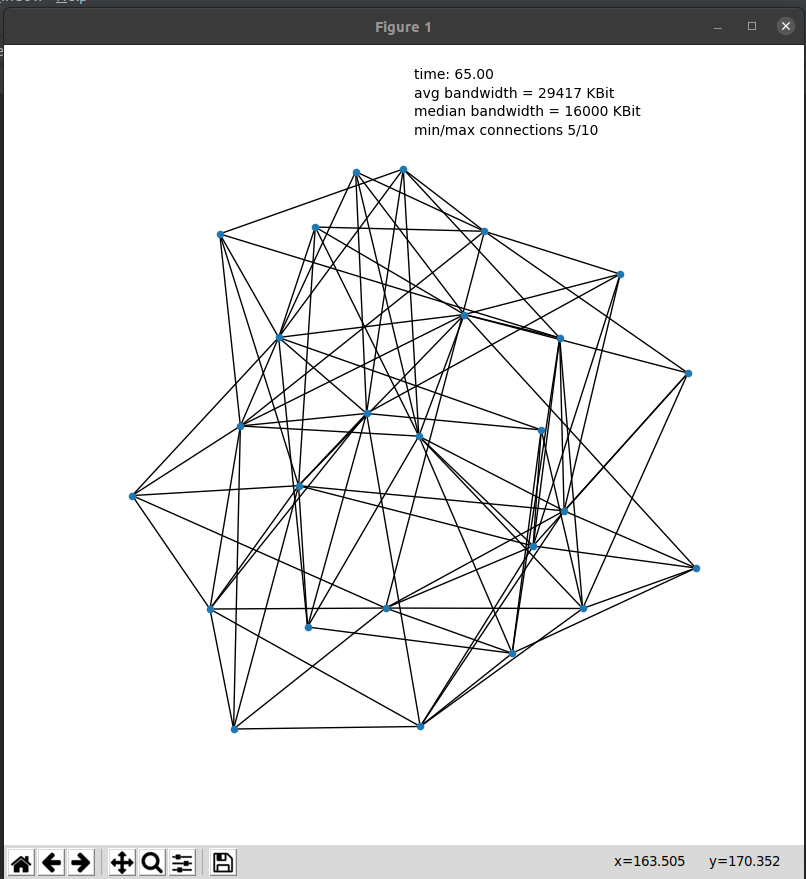 Figure 1
time: 65.00
avg bandwidth = 29417 KBit
median bandwidth = 16000 KBit
min/max connections 5/10
x=163.505 y=170.352